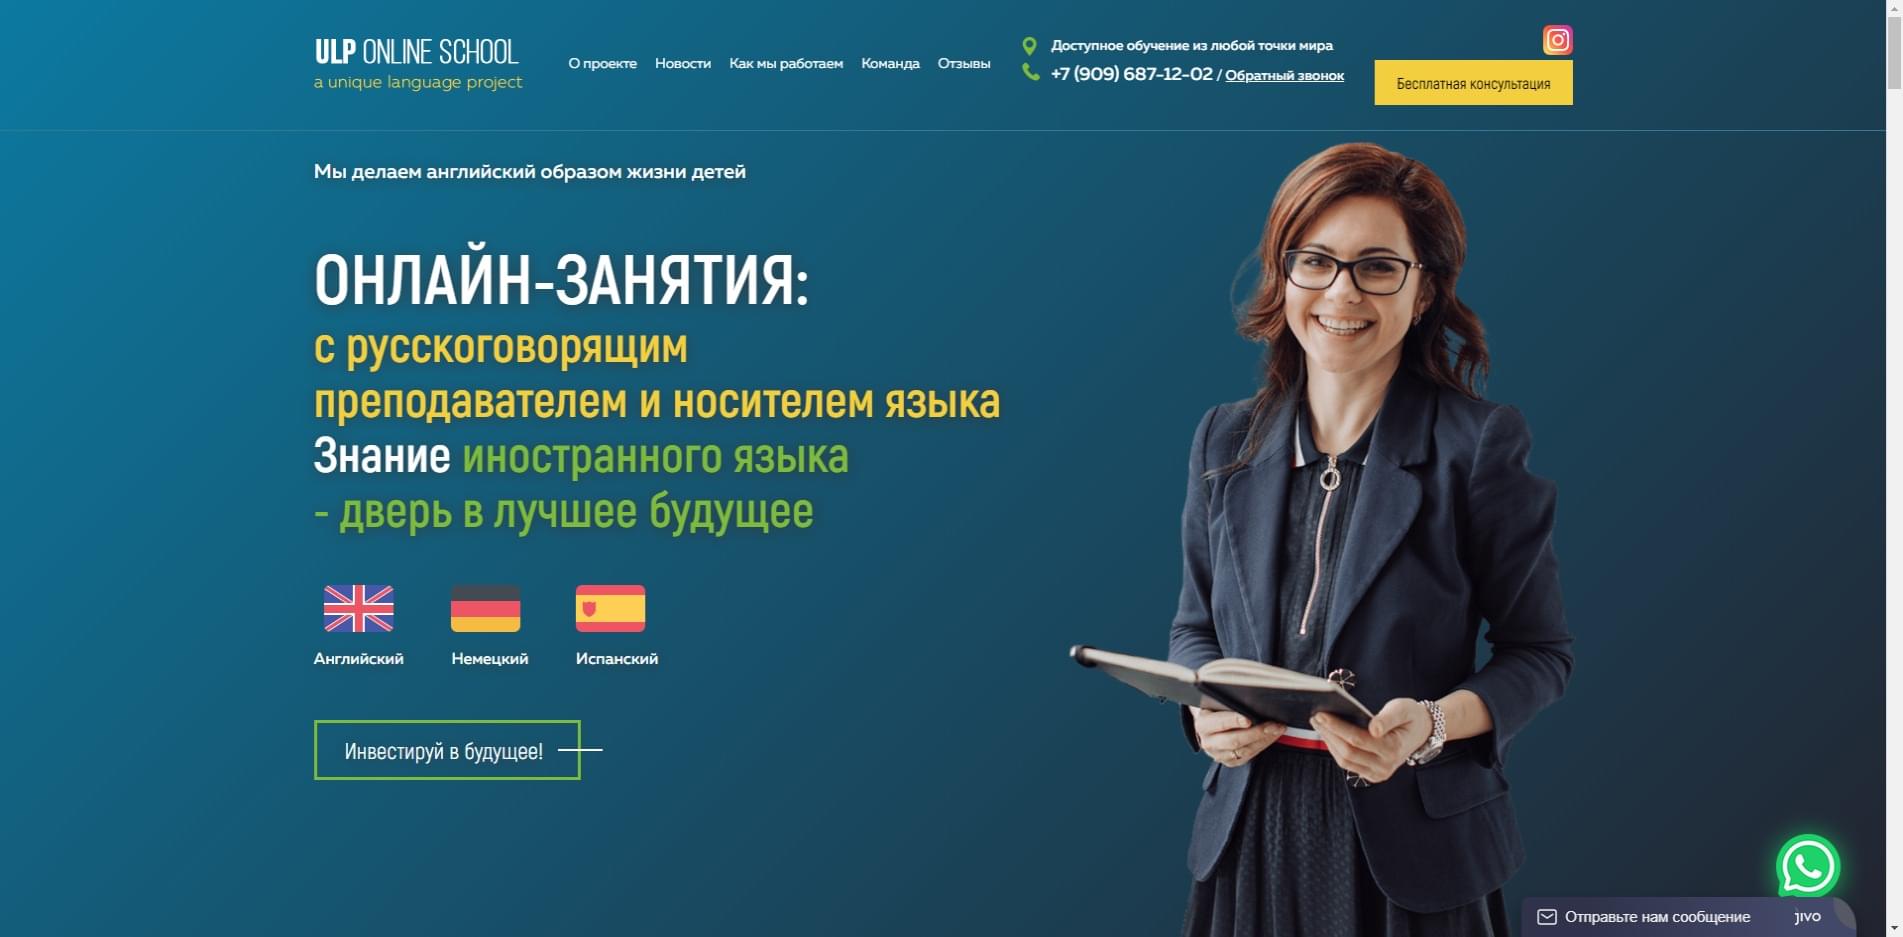 ULP ONLINE SCHOOL
a unique language project
О проекте Новости Как мы работаем Команда Отзывы
Доступное обучение из любой точки мира
+7 (909) 687-12-02 / Обратный звонок
Бесплатная консультация
Мы делаем английский образом жизни детей
ОНЛАЙН-ЗАНЯТИЯ:
с русскоговорящим
преподавателем и носителем языка
Знание иностранного языка
- дверь в лучшее будущее
Английский Немецкий Испанский
Инвестируй в будущее!
Отправьте нам сообщение jivo